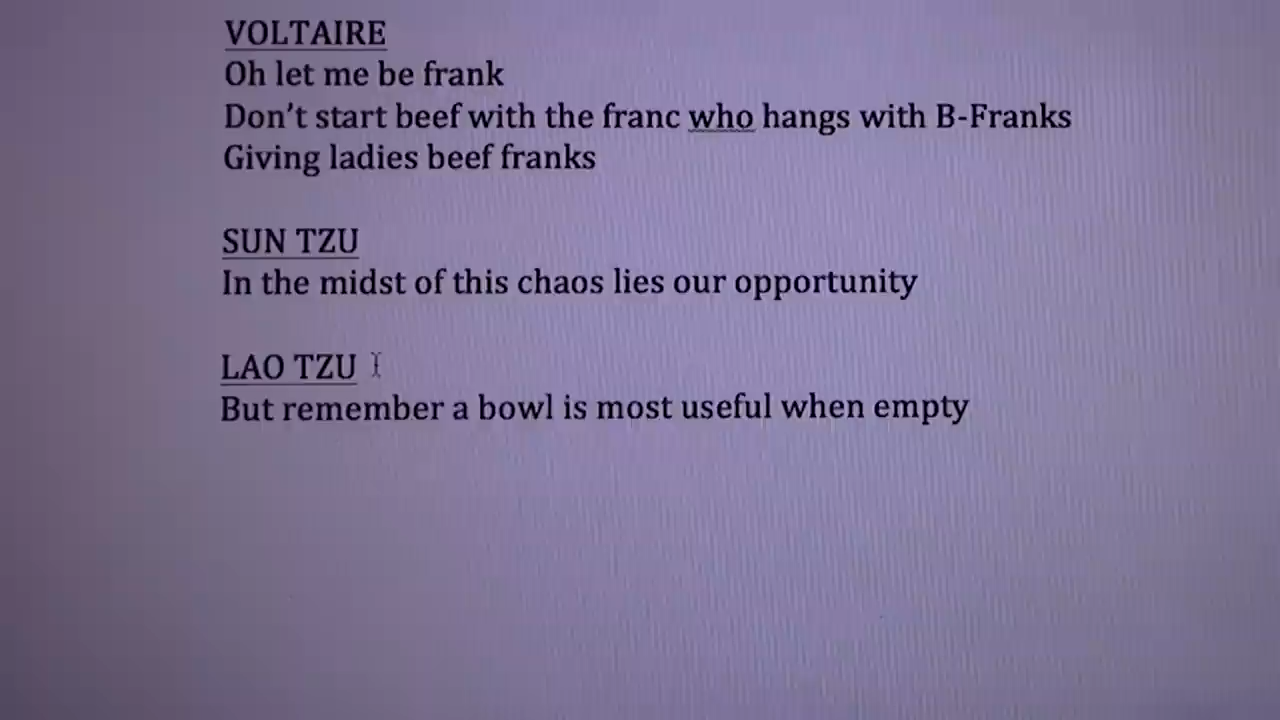 VOLTAIRE
Oh let me be frank
Don't start beef with the franc who hangs with B-Franks
Giving ladies beef franks
SUN TZU
In the midst of this chaos lies our opportunity
LAO TZU
But remember a bowl is most useful when empty